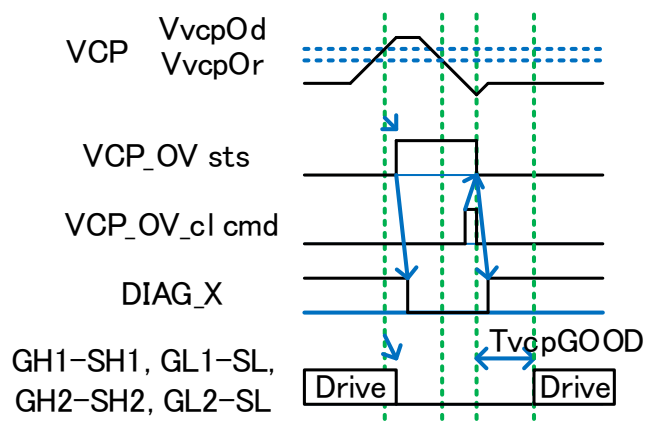 VCP VvcpOd
VvcpOr
VCP_OV sts
VCP_OV_cl cmd
DIAG_X
TvcpGOOD
GH1-SH1, GL1-SL,
GH2-SH2, GL2-SL
Drive
Drive